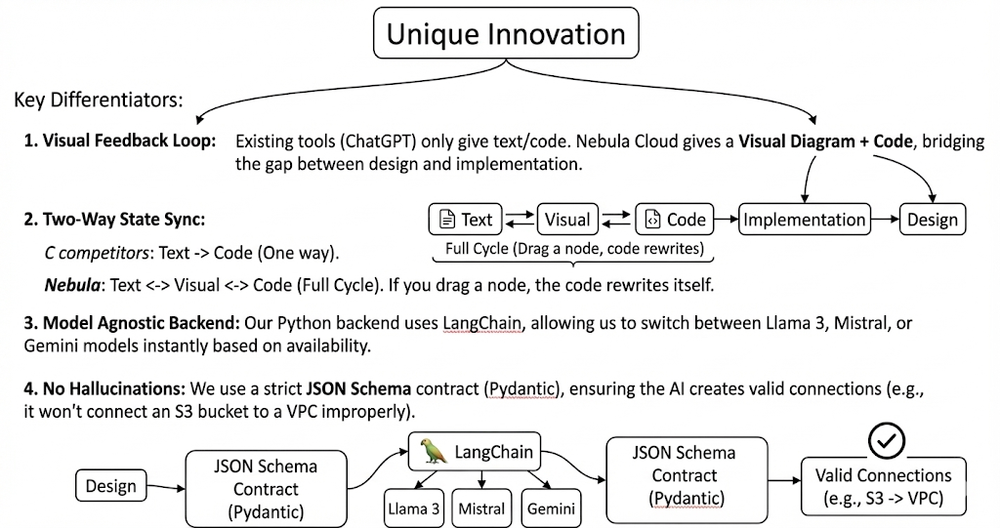 Unique Innovation
Key Differentiators:
1. Visual Feedback Loop: Existing tools (ChatGPT) only give text/code. Nebula Cloud gives a Visual Diagram + Code, bridging
the gap between design and implementation.
2. Two-Way State Sync:
Text Visual Code Implementation Design
Full Cycle (Drag a node, code rewrites)
C competitors: Text -> Code (One way).
Nebula: Text <-> Visual <-> Code (Full Cycle). If you drag a node, the code rewrites itself.
3. Model Agnostic Backend: Our Python backend uses LangChain, allowing us to switch between Llama 3, Mistral, or
Gemini models instantly based on availability.
4. No Hallucinations: We use a strict JSON Schema contract (Pydantic), ensuring the AI creates valid connections (e.g.,
it won't connect an S3 bucket to a VPC improperly).
Design
JSON Schema
Contract
(Pydantic)
LangChain
Llama 3 Mistral Gemini
JSON Schema
Contract
(Pydantic)
Valid Connections
(e.g., S3 -> VPC)